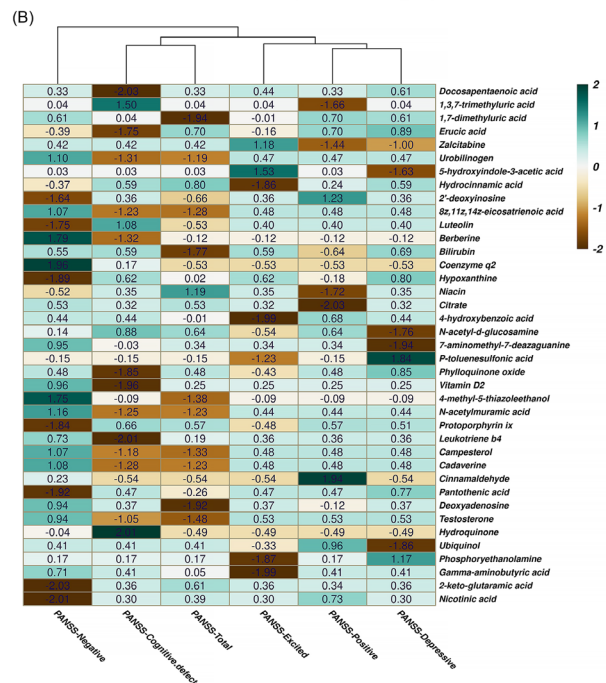 (B)
0.33 -2.03 0.33 0.44 0.33 0.61 Docosapentaenoic acid
0.04 1.50 0.04 0.04 -1.66 0.04 1,3,7-trimethyluric acid
0.61 0.04 -1.94 -0.01 0.70 0.61 1,7-dimethyluric acid
-0.39 -1.75 0.70 -0.16 0.70 0.89 Erucic acid
0.42 0.42 0.42 1.18 -1.44 -1.00 Zalcitabine
1.10 -1.31 -1.19 0.47 0.47 0.47 Urobilinogen
0.03 0.03 0.03 1.53 0.03 -1.63 5-hydroxyindole-3-acetic acid
-0.37 0.59 0.80 -1.86 0.24 0.59 Hydrocinnamic acid
-1.64 0.36 -0.66 0.36 1.23 0.36 2'-deoxyinosine
1.07 -1.23 -1.28 0.48 0.48 0.48 8z,11z,14z-eicosatrienoic acid
-1.75 1.08 -0.53 0.40 0.40 0.40 Luteolin
1.79 -1.32 -0.12 -0.12 -0.12 -0.12 Berberine
0.55 0.59 -1.77 0.59 -0.64 0.69 Bilirubin
1.96 0.17 -0.53 -0.53 -0.53 -0.53 Coenzyme q2
-1.89 0.62 0.02 0.62 -0.18 0.80 Hypoxanthine
-0.52 0.35 1.19 0.35 -1.72 0.35 Niacin
0.53 0.32 0.53 0.32 -2.03 0.32 Citrate
0.44 0.44 -0.01 -1.99 0.68 0.44 4-hydroxybenzoic acid
0.14 0.88 0.64 -0.54 0.64 -1.76 N-acetyl-d-glucosamine
0.95 -0.03 0.34 0.34 0.34 -1.94 7-aminomethyl-7-deazaguanine
-0.15 -0.15 -0.15 -1.23 -0.15 1.84 P-toluenesulfonic acid
0.48 -1.85 0.48 -0.43 0.48 0.85 Phylloquinone oxide
0.96 -1.96 0.25 0.25 0.25 0.25 Vitamin D2
1.75 -0.09 -1.38 -0.09 -0.09 -0.09 4-methyl-5-thiazoleethanol
1.16 -1.25 -1.23 0.44 0.44 0.44 N-acetylmuramic acid
-1.84 0.66 0.57 -0.48 0.57 0.51 Protoporphyrin ix
0.73 -2.01 0.19 0.36 0.36 0.36 Leukotriene b4
1.07 -1.18 -1.33 0.48 0.48 0.48 Campesterol
1.08 -1.28 -1.23 0.48 0.48 0.48 Cadaverine
0.23 -0.54 -0.54 -0.54 1.94 -0.54 Cinnamaldehyde
-1.92 0.47 -0.26 0.47 0.47 0.77 Pantothenic acid
0.94 0.37 -1.92 0.37 -0.12 0.37 Deoxyadenosine
0.94 -1.05 -1.48 0.53 0.53 0.53 Testosterone
-0.04 2.01 -0.49 -0.49 -0.49 -0.49 Hydroquinone
0.41 0.41 0.41 -0.33 0.96 -1.86 Ubiquinol
0.17 0.17 0.17 -1.87 0.17 1.17 Phosphoryethanolamine
0.71 0.41 0.05 -1.99 0.41 0.41 Gamma-aminobutyric acid
-2.03 0.36 0.61 0.36 0.34 0.36 2-keto-glutaramic acid
-2.01 0.30 0.39 0.30 0.73 0.30 Nicotinic acid
PANSS-Negative
PANSS-Cognitive.defect
PANSS-Total
PANSS-Excited
PANSS-Positive
PANSS-Depressive
2
1
0
-1
-2